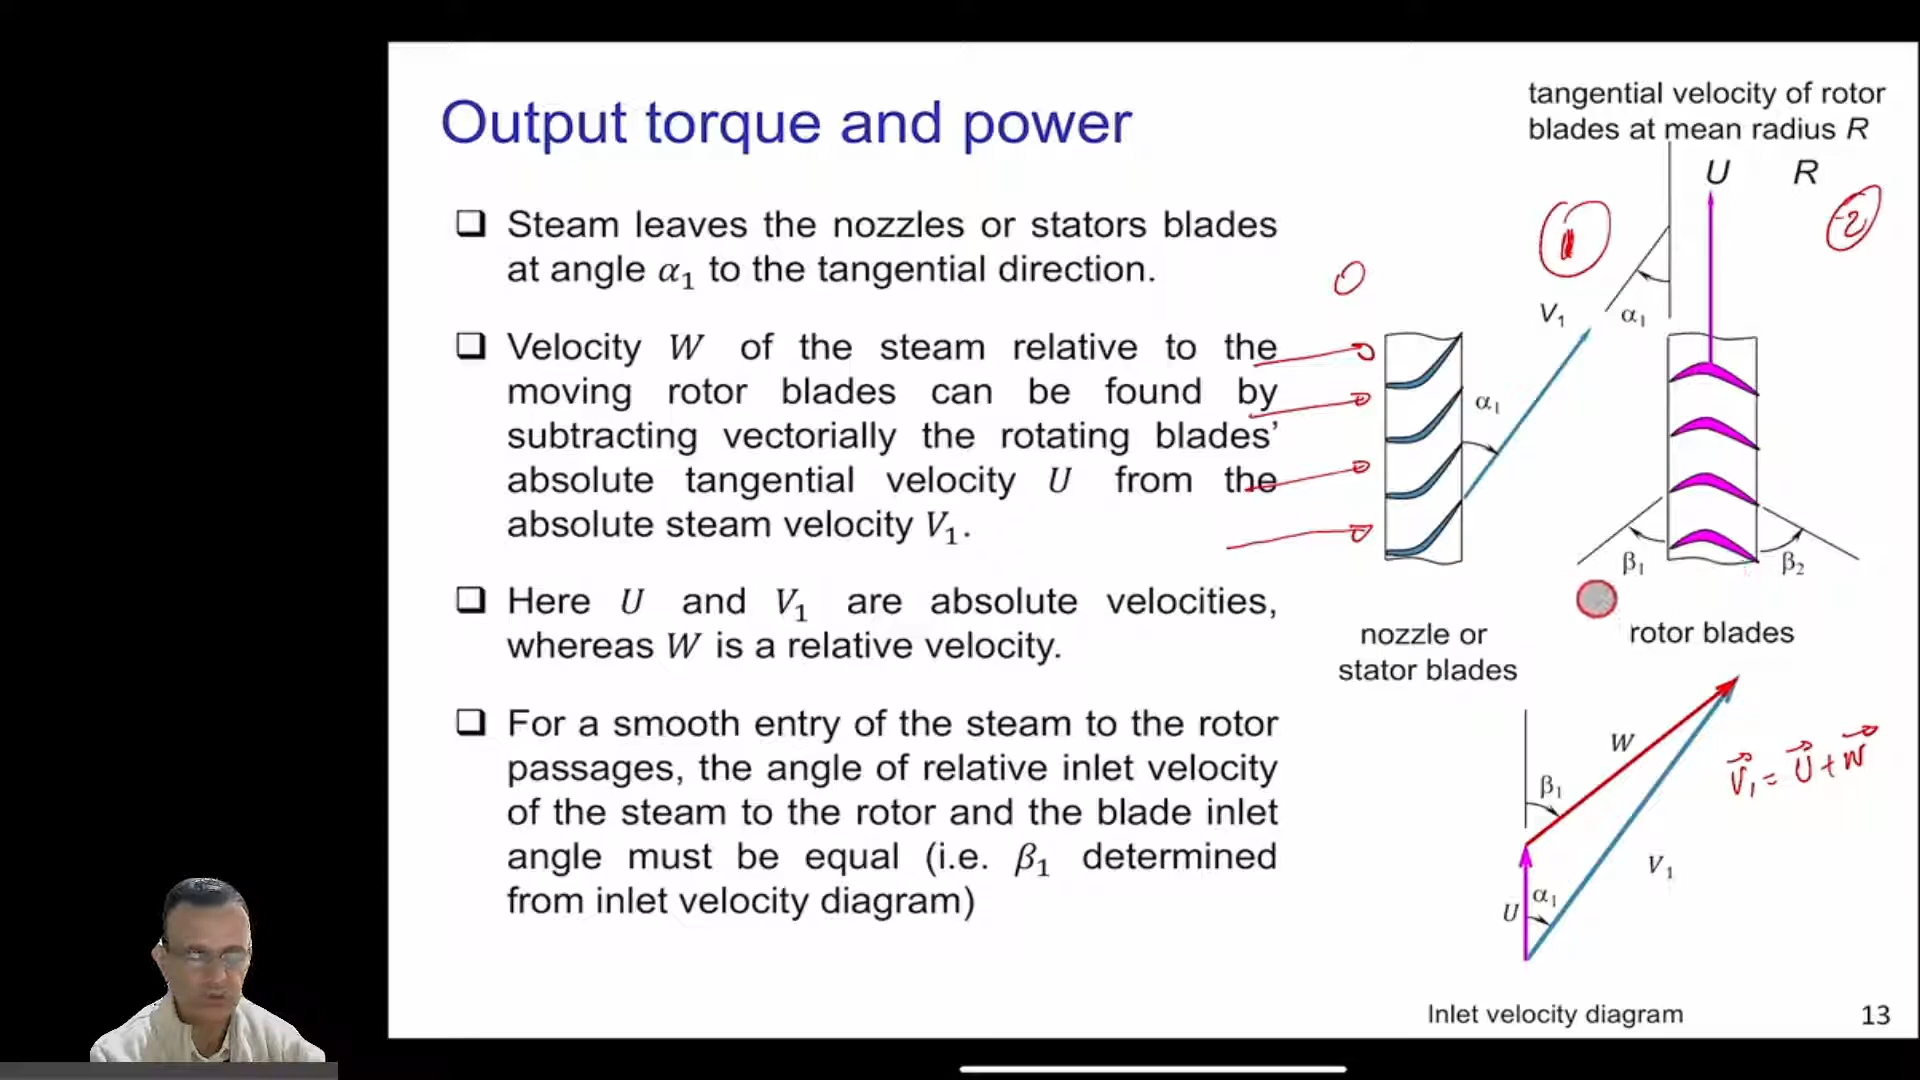 Output torque and power
❑ Steam leaves the nozzles or stators blades
at angle α₁ to the tangential direction.
❑ Velocity W of the steam relative to the
moving rotor blades can be found by
subtracting vectorially the rotating blades'
absolute tangential velocity U from the
absolute steam velocity V₁.
❑ Here U and V₁ are absolute velocities,
whereas W is a relative velocity.
❑ For a smooth entry of the steam to the rotor
passages, the angle of relative inlet velocity
of the steam to the rotor and the blade inlet
angle must be equal (i.e. β₁ determined
from inlet velocity diagram)
tangential velocity of rotor
blades at mean radius R
U R
1
2
0
V₁
α₁
α₁
β₁
β₂
nozzle or
stator blades
rotor blades
W
β₁
V⃗₁ = U⃗ + W⃗
V₁
α₁
U
Inlet velocity diagram
13